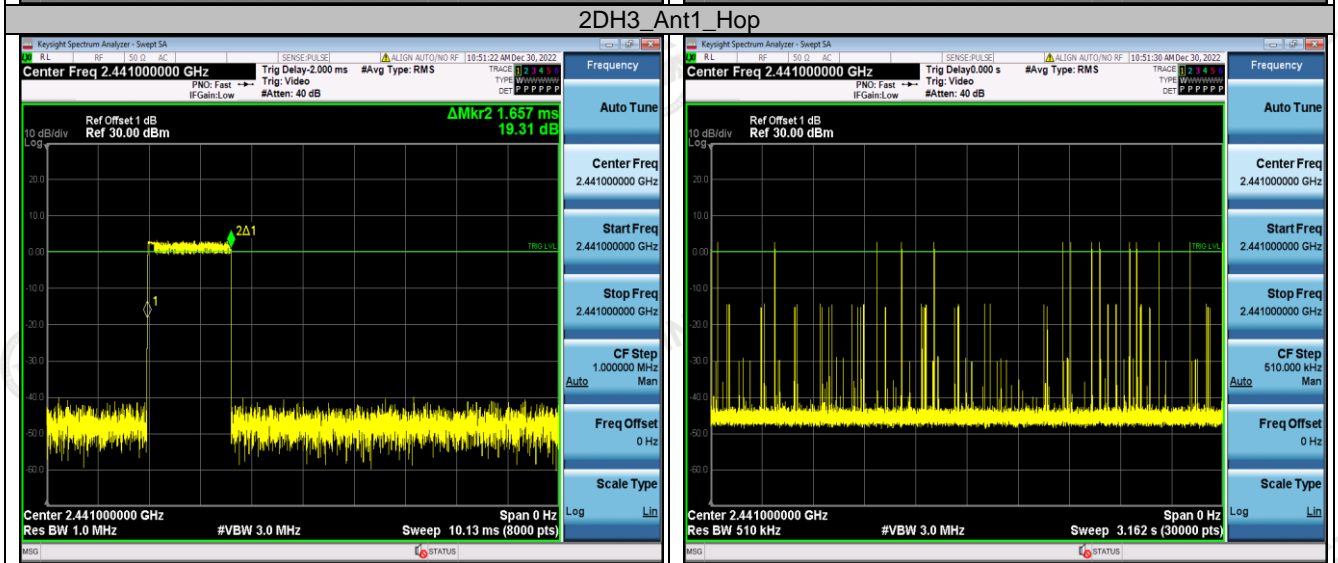 2DH3_Ant1_Hop
Keysight Spectrum Analyzer - Swept SA
RL RF 50 Ω AC SENSE:PULSE ALIGN AUTO/NO RF 10:51:22 AM Dec 30, 2022
Center Freq 2.441000000 GHz
PNO: Fast
IFGain:Low
Trig Delay-2.000 ms
Trig: Video
#Atten: 40 dB
#Avg Type: RMS
TRACE 1 2 3 4 5 6
TYPE W
DET P P P P P P
ΔMkr2 1.657 ms
19.31 dB
Ref Offset 1 dB
10 dB/div Ref 30.00 dBm
Log
20.0
10.0
0.00
-10.0
-20.0
-30.0
-40.0
-50.0
-60.0
2Δ1
1
TRIG LVL
Center 2.441000000 GHz Span 0 Hz
Res BW 1.0 MHz #VBW 3.0 MHz Sweep 10.13 ms (8000 pts)
MSG STATUS
Frequency
Auto Tune
Center Freq
2.441000000 GHz
Start Freq
2.441000000 GHz
Stop Freq
2.441000000 GHz
CF Step
1.000000 MHz
Auto Man
Freq Offset
0 Hz
Scale Type
Log Lin
Keysight Spectrum Analyzer - Swept SA
RL RF 50 Ω AC SENSE:PULSE ALIGN AUTO/NO RF 10:51:30 AM Dec 30, 2022
Center Freq 2.441000000 GHz
PNO: Fast
IFGain:Low
Trig Delay0.000 s
Trig: Video
#Atten: 40 dB
#Avg Type: RMS
TRACE 1 2 3 4 5 6
TYPE W
DET P P P P P P
Ref Offset 1 dB
10 dB/div Ref 30.00 dBm
Log
20.0
10.0
0.00
-10.0
-20.0
-30.0
-40.0
-50.0
-60.0
TRIG LVL
Center 2.441000000 GHz Span 0 Hz
Res BW 510 kHz #VBW 3.0 MHz Sweep 3.162 s (30000 pts)
MSG STATUS
Frequency
Auto Tune
Center Freq
2.441000000 GHz
Start Freq
2.441000000 GHz
Stop Freq
2.441000000 GHz
CF Step
510.000 kHz
Auto Man
Freq Offset
0 Hz
Scale Type
Log Lin